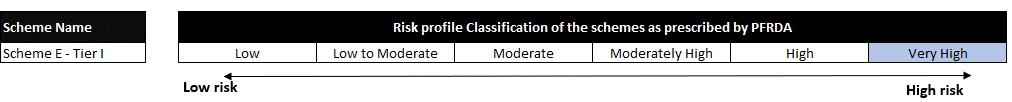 Scheme Name
Risk profile Classification of the schemes as prescribed by PFRDA
Scheme E - Tier I
Low
Low to Moderate
Moderate
Moderately High
High
Very High
Low risk
High risk